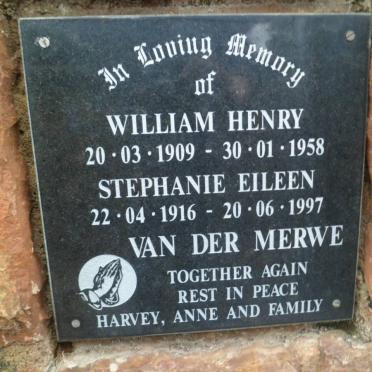 In Loving Memory
of
WILLIAM HENRY
20 · 03 · 1909 - 30 · 01 · 1958
STEPHANIE EILEEN
22 · 04 · 1916 - 20 · 06 · 1997
VAN DER MERWE
TOGETHER AGAIN
REST IN PEACE
HARVEY, ANNE AND FAMILY